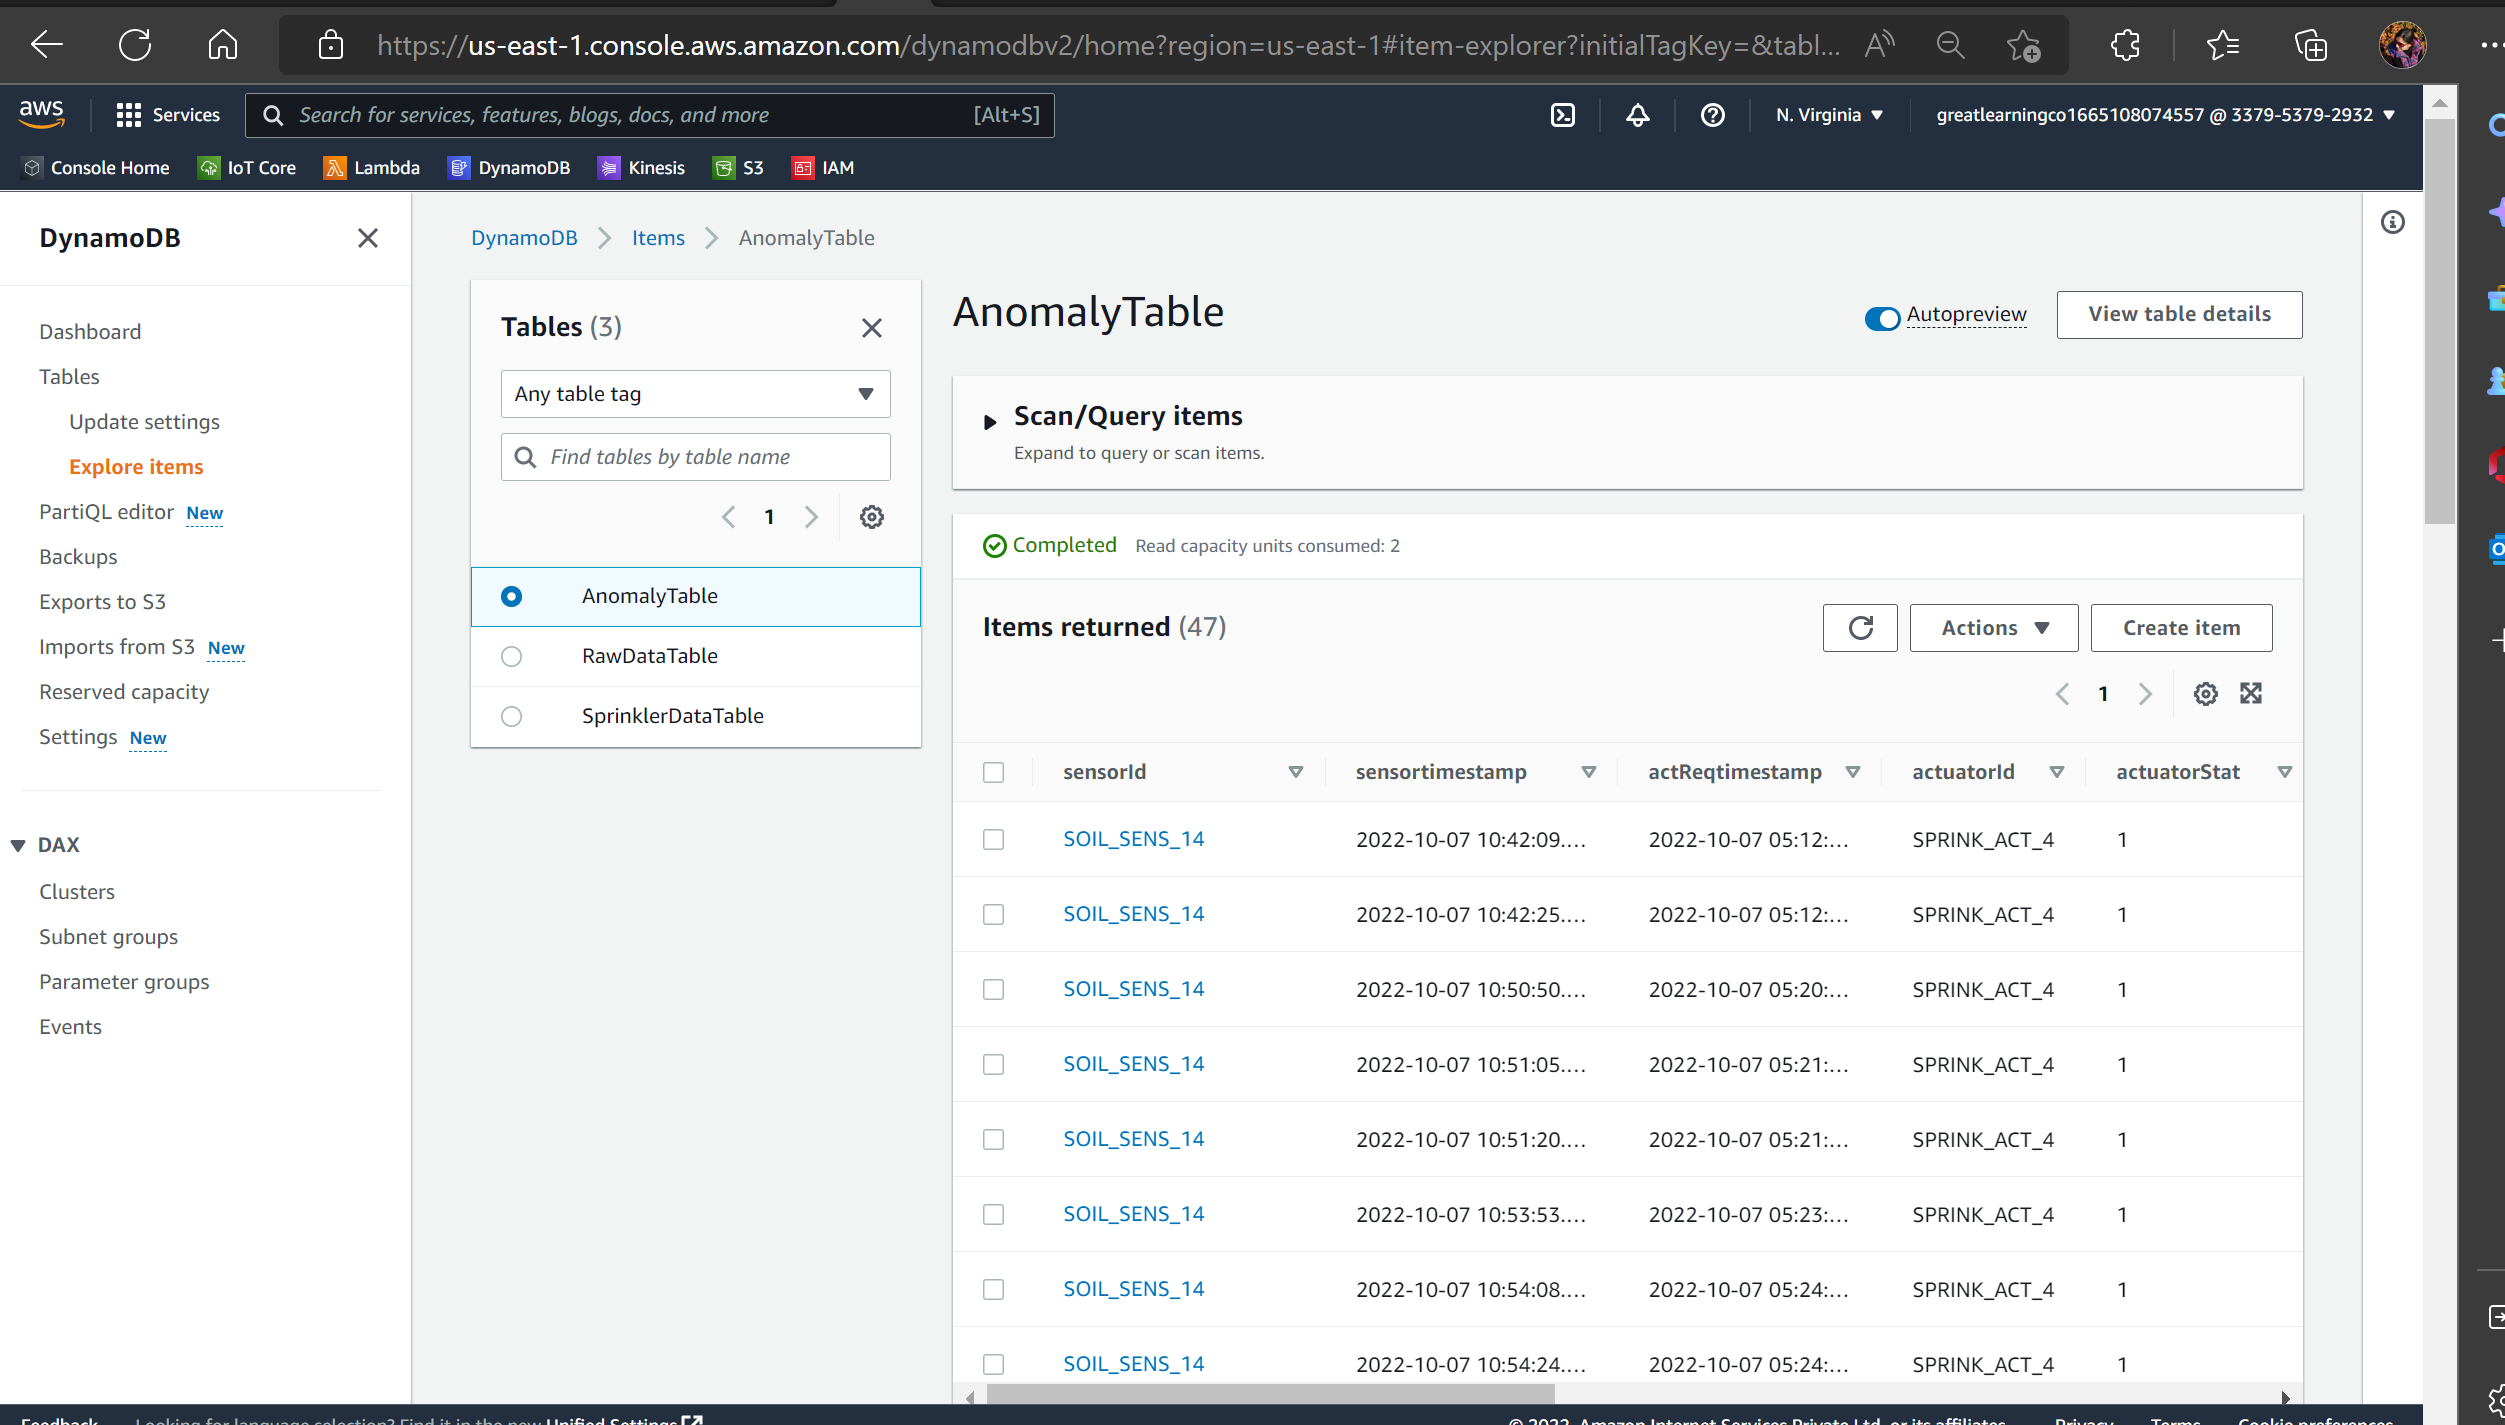 https://us-east-1.console.aws.amazon.com/dynamodbv2/home?region=us-east-1#item-explorer?initialTagKey=&tabl...
aws
Services
Search for services, features, blogs, docs, and more [Alt+S]
N. Virginia
greatlearningco1665108074557 @ 3379-5379-2932
Console Home IoT Core Lambda DynamoDB Kinesis S3 IAM
DynamoDB
Dashboard
Tables
Update settings
Explore items
PartiQL editor New
Backups
Exports to S3
Imports from S3 New
Reserved capacity
Settings New
DAX
Clusters
Subnet groups
Parameter groups
Events
DynamoDB Items AnomalyTable
Tables (3)
Any table tag
Find tables by table name
1
AnomalyTable
RawDataTable
SprinklerDataTable
AnomalyTable
Autopreview
View table details
Scan/Query items
Expand to query or scan items.
Completed Read capacity units consumed: 2
Items returned (47)
Actions
Create item
1
sensorId sensortimestamp actReqtimestamp actuatorId actuatorStat
SOIL_SENS_14 2022-10-07 10:42:09.... 2022-10-07 05:12:... SPRINK_ACT_4 1
SOIL_SENS_14 2022-10-07 10:42:25.... 2022-10-07 05:12:... SPRINK_ACT_4 1
SOIL_SENS_14 2022-10-07 10:50:50.... 2022-10-07 05:20:... SPRINK_ACT_4 1
SOIL_SENS_14 2022-10-07 10:51:05.... 2022-10-07 05:21:... SPRINK_ACT_4 1
SOIL_SENS_14 2022-10-07 10:51:20.... 2022-10-07 05:21:... SPRINK_ACT_4 1
SOIL_SENS_14 2022-10-07 10:53:53.... 2022-10-07 05:23:... SPRINK_ACT_4 1
SOIL_SENS_14 2022-10-07 10:54:08.... 2022-10-07 05:24:... SPRINK_ACT_4 1
SOIL_SENS_14 2022-10-07 10:54:24.... 2022-10-07 05:24:... SPRINK_ACT_4 1
Feedback Looking for language selection? Find it in the new Unified Settings © 2022, Amazon Internet Services Private Ltd. or its affiliates. Privacy Terms Cookie preferences